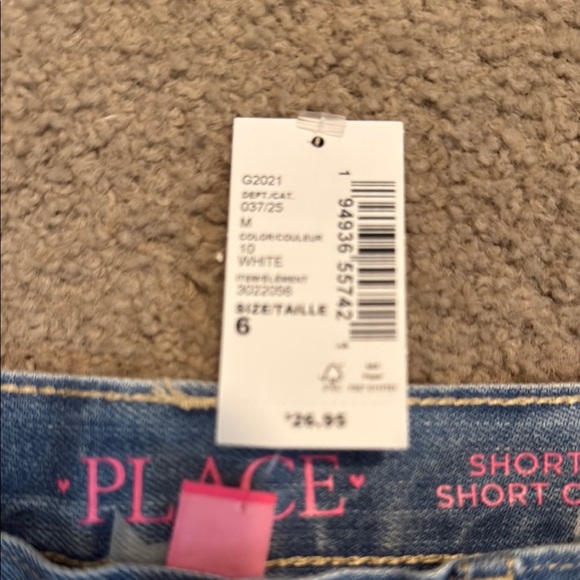 G2021
DEPT./CAT.
037/25
M
COLOR/COULEUR
10
WHITE
ITEM/ÉLÉMENT
3022056
SIZE/TAILLE
6
1 94936 55742 1
$26.95
PLACE
SHORT
SHORT C